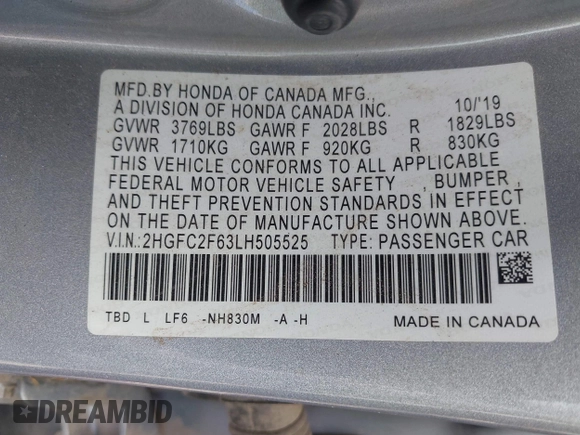 MFD.BY HONDA OF CANADA MFG.,
A DIVISION OF HONDA CANADA INC. 10/'19
GVWR 3769LBS GAWR F 2028LBS R 1829LBS
GVWR 1710KG GAWR F 920KG R 830KG
THIS VEHICLE CONFORMS TO ALL APPLICABLE
FEDERAL MOTOR VEHICLE SAFETY , BUMPER ,
AND THEFT PREVENTION STANDARDS IN EFFECT
ON THE DATE OF MANUFACTURE SHOWN ABOVE.
V.I.N.:2HGFC2F63LH505525 TYPE: PASSENGER CAR
TBD L LF6 -NH830M -A -H
MADE IN CANADA
DREAMBID